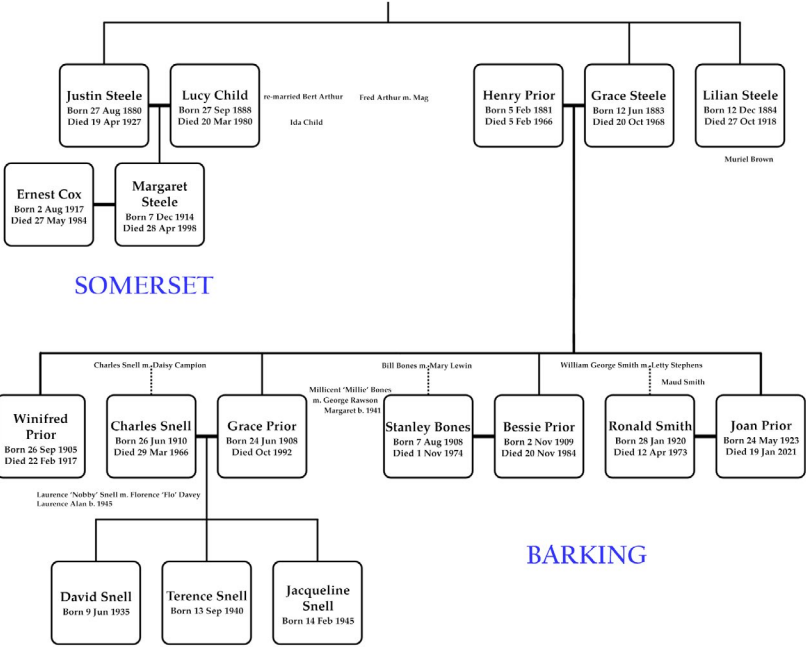 Justin Steele
Born 27 Aug 1880
Died 19 Apr 1927
Lucy Child
Born 27 Sep 1888
Died 20 Mar 1980
re-married Bert Arthur
Fred Arthur m. Mag
Ida Child
Henry Prior
Born 5 Feb 1881
Died 5 Feb 1966
Grace Steele
Born 12 Jun 1883
Died 20 Oct 1968
Lilian Steele
Born 12 Dec 1884
Died 27 Oct 1918
Muriel Brown
Ernest Cox
Born 2 Aug 1917
Died 27 May 1984
Margaret
Steele
Born 7 Dec 1914
Died 28 Apr 1998
SOMERSET
Charles Snell m. Daisy Campion
Bill Bones m. Mary Lewin
William George Smith m. Letty Stephens
Maud Smith
Millicent ‘Millie’ Bones
m. George Rawson
Margaret b. 1941
Winifred
Prior
Born 26 Sep 1905
Died 22 Feb 1917
Charles Snell
Born 26 Jun 1910
Died 29 Mar 1966
Grace Prior
Born 24 Jun 1908
Died Oct 1992
Stanley Bones
Born 7 Aug 1908
Died 1 Nov 1974
Bessie Prior
Born 2 Nov 1909
Died 20 Nov 1984
Ronald Smith
Born 28 Jan 1920
Died 12 Apr 1973
Joan Prior
Born 24 May 1923
Died 19 Jan 2021
Laurence ‘Nobby’ Snell m. Florence ‘Flo’ Davey
Laurence Alan b. 1945
BARKING
David Snell
Born 9 Jun 1935
Terence Snell
Born 13 Sep 1940
Jacqueline
Snell
Born 14 Feb 1945